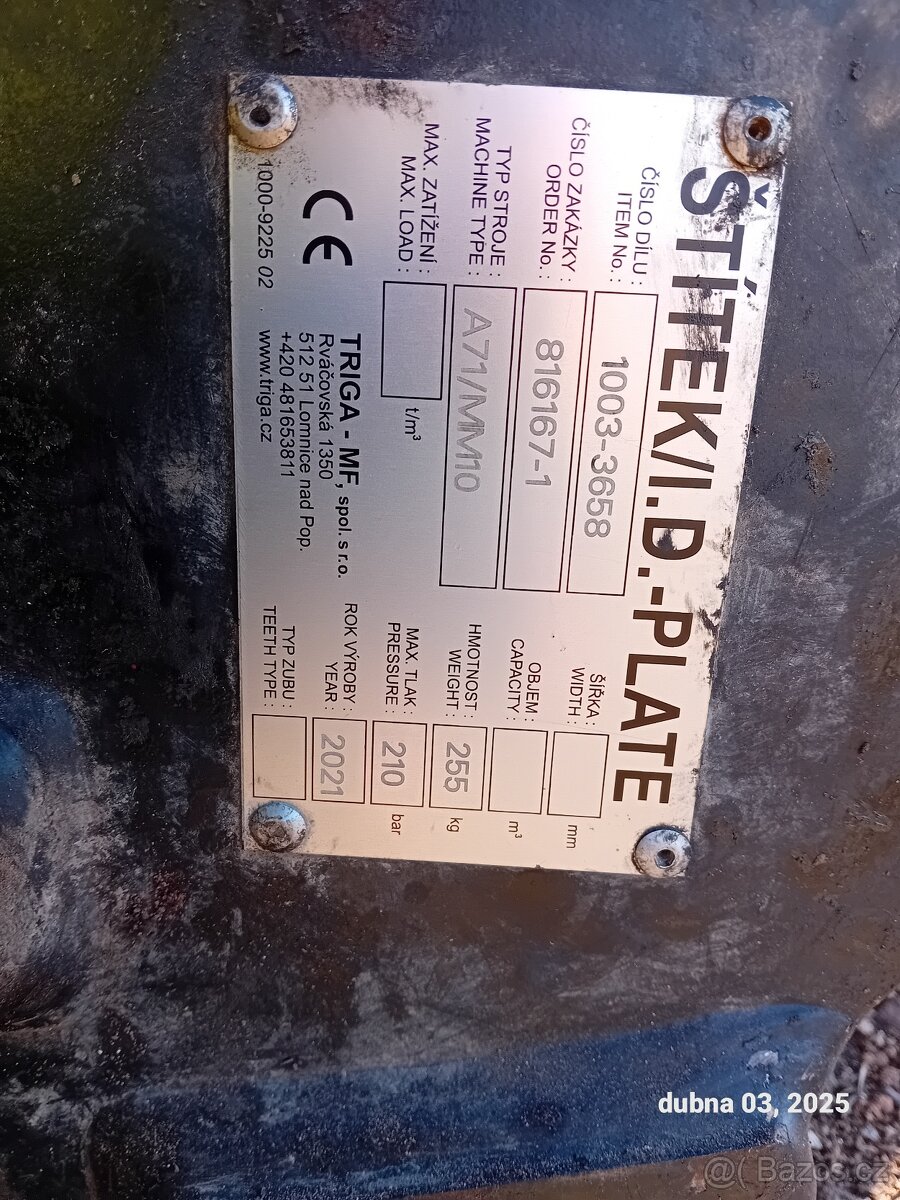 ŠTÍTEK/I.D.-PLATE
ČÍSLO DÍLU :
ITEM No. :
1003-3658
ŠÍŘKA :
WIDTH :
mm
ČÍSLO ZAKÁZKY :
ORDER No. :
816167-1
OBJEM :
CAPACITY :
m³
TYP STROJE :
MACHINE TYPE :
A71/MM10
HMOTNOST :
WEIGHT :
255
kg
MAX. ZATÍŽENÍ :
MAX. LOAD :
t/m³
MAX. TLAK :
PRESSURE :
210
bar
ROK VÝROBY :
YEAR :
2021
TYP ZUBU :
TEETH TYPE :
CE
TRIGA - MF, spol. s r.o.
Rváčovská 1350
512 51 Lomnice nad Pop.
+420 481653811
www.triga.cz
1000-9225 02
dubna 03, 2025
@( Bazos.cz